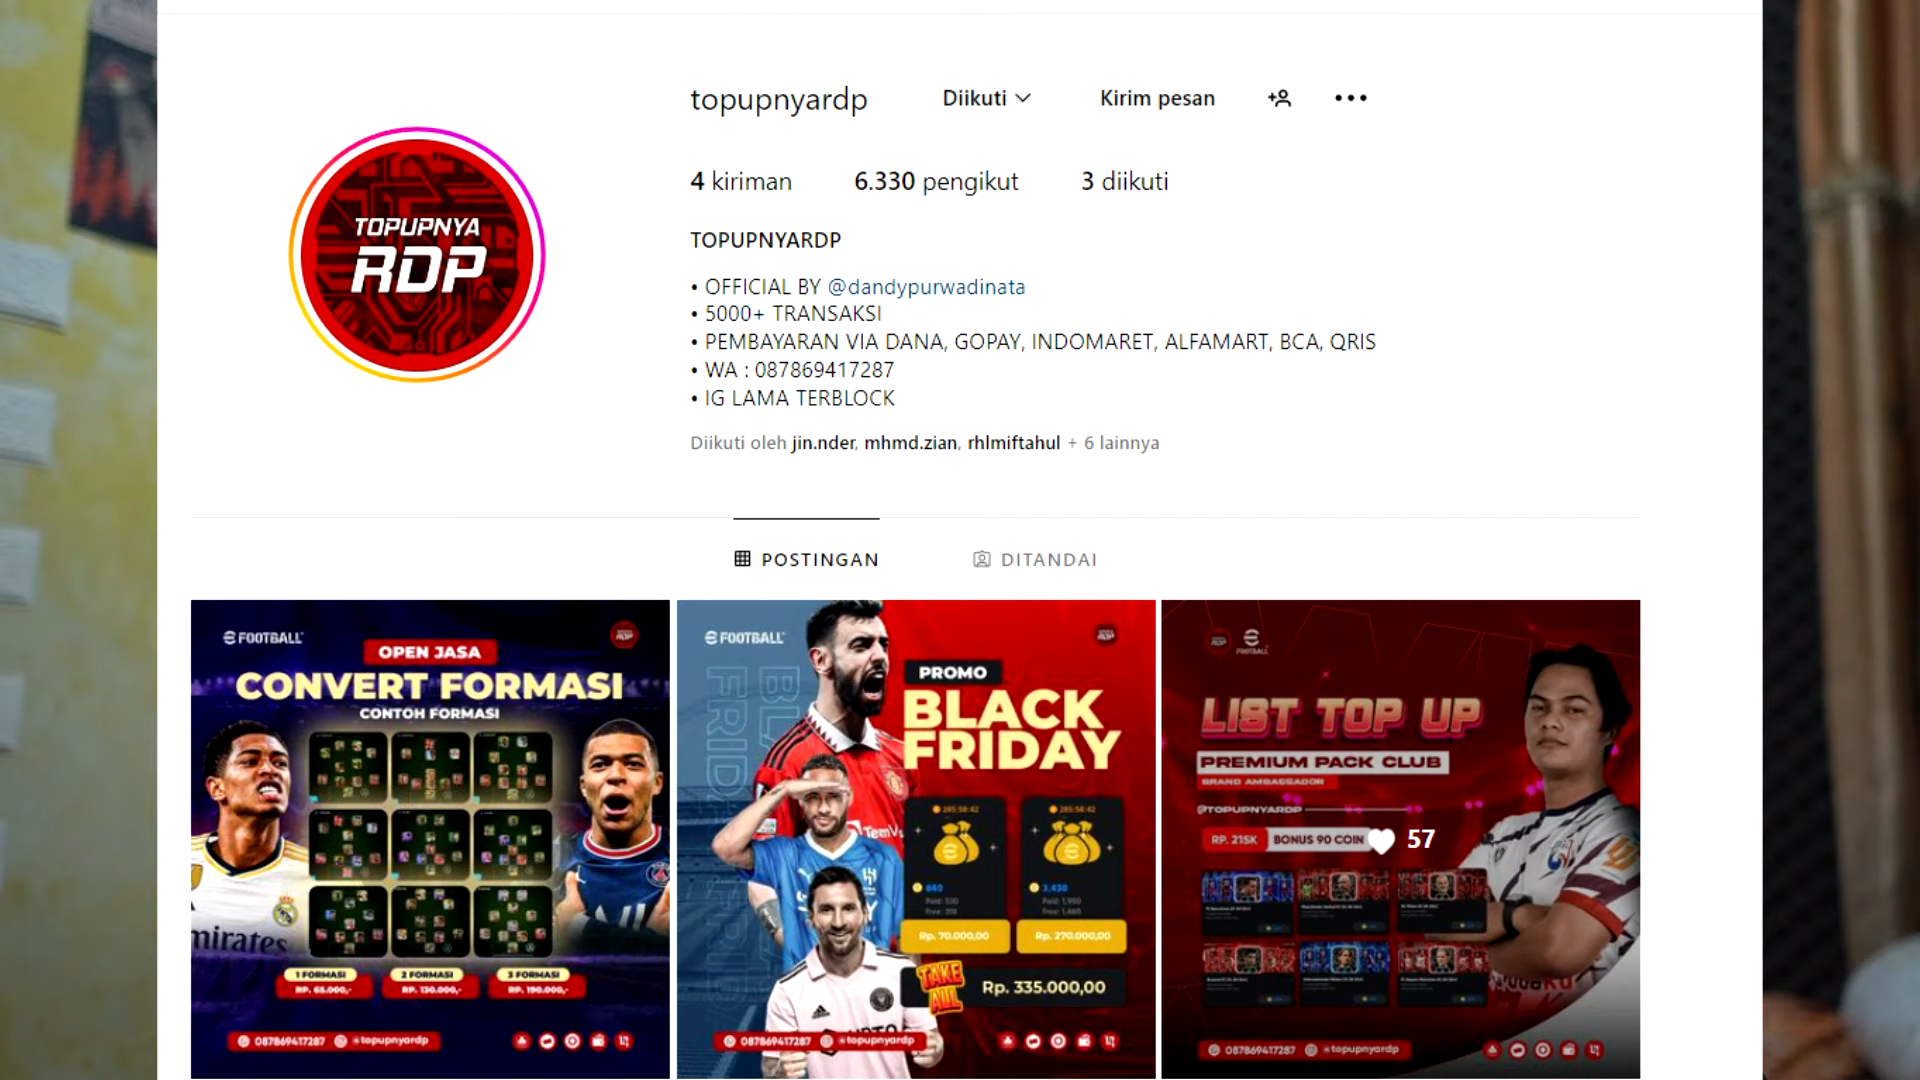 topupnyardp
Diikuti
Kirim pesan
4 kiriman
6.330 pengikut
3 diikuti
TOPUPNYA
RDP
TOPUPNYARDP
• OFFICIAL BY @dandypurwadinata
• 5000+ TRANSAKSI
• PEMBAYARAN VIA DANA, GOPAY, INDOMARET, ALFAMART, BCA, QRIS
• WA : 087869417287
• IG LAMA TERBLOCK
Diikuti oleh jin.nder, mhmd.zian, rhlmiftahul + 6 lainnya
POSTINGAN
DITANDAI
FOOTBALL
OPEN JASA
CONVERT FORMASI
CONTOH FORMASI
1 FORMASI
RP. 65.000,-
2 FORMASI
RP. 130.000,-
3 FORMASI
RP. 190.000,-
087869417287
topupnyardp
FOOTBALL
PROMO
BLACK
FRIDAY
BLACK
FRIDAY
TeamV
Rp. 70.000,00
Rp. 270.000,00
TAKE
ALL
Rp. 335.000,00
087869417287
topupnyardp
LIST TOP UP
PREMIUM PACK CLUB
BRAND AMBASSADOR
@TOPUPNYARDP
RP. 215K
BONUS 90 COIN
57
087869417287
topupnyardp